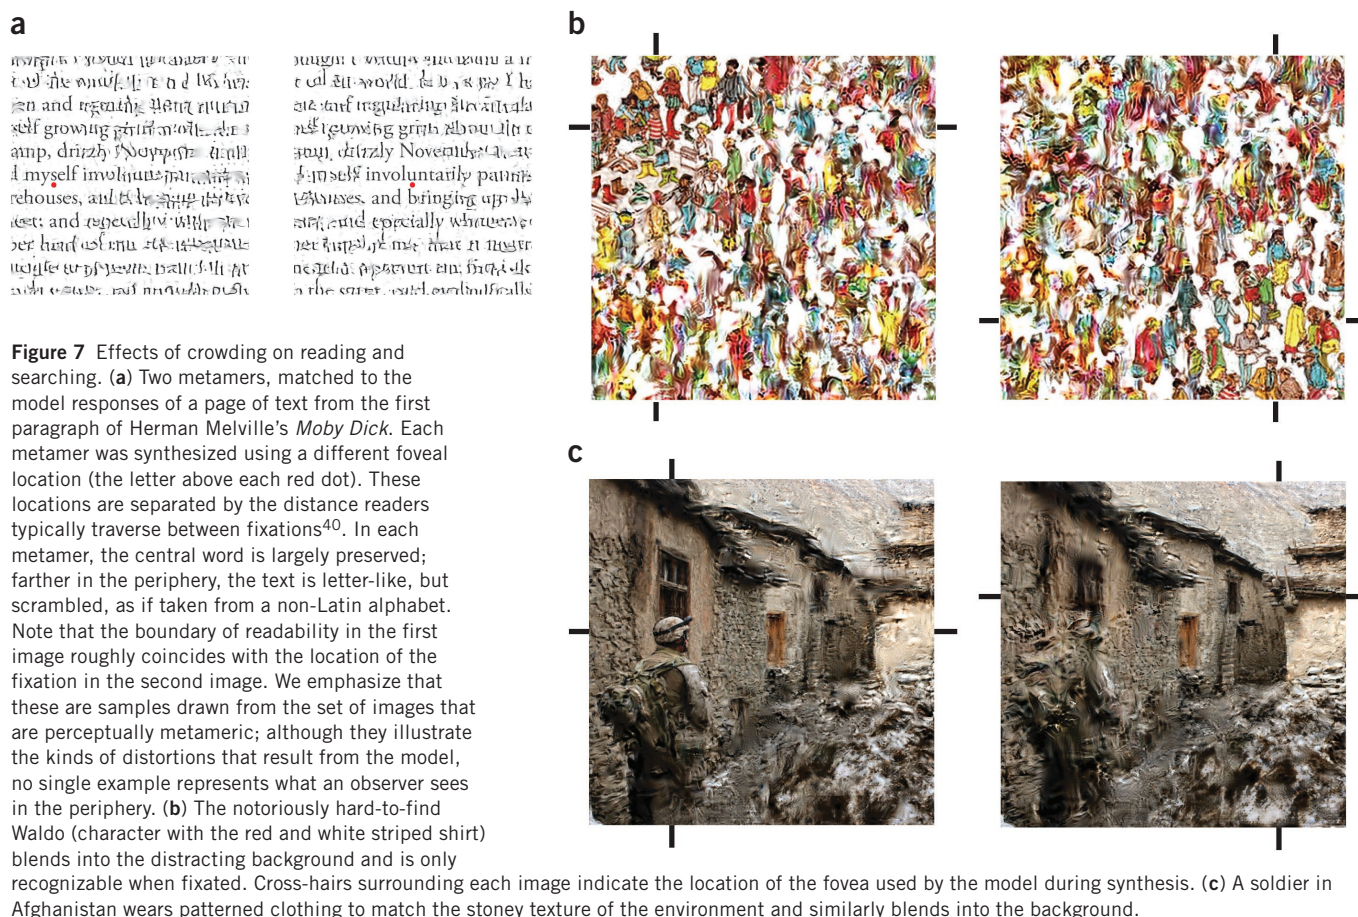 a
b
en and
self growing
amp, drizzly
I myself
rehouses, and
and
growing
about
drizzly November
myself involuntarily
and bringing
and
Figure 7 Effects of crowding on reading and
searching. (a) Two metamers, matched to the
model responses of a page of text from the first
paragraph of Herman Melville’s Moby Dick. Each
metamer was synthesized using a different foveal
location (the letter above each red dot). These
locations are separated by the distance readers
typically traverse between fixations40. In each
metamer, the central word is largely preserved;
farther in the periphery, the text is letter-like, but
scrambled, as if taken from a non-Latin alphabet.
Note that the boundary of readability in the first
image roughly coincides with the location of the
fixation in the second image. We emphasize that
these are samples drawn from the set of images that
are perceptually metameric; although they illustrate
the kinds of distortions that result from the model,
no single example represents what an observer sees
in the periphery. (b) The notoriously hard-to-find
Waldo (character with the red and white striped shirt)
blends into the distracting background and is only
recognizable when fixated. Cross-hairs surrounding each image indicate the location of the fovea used by the model during synthesis. (c) A soldier in
Afghanistan wears patterned clothing to match the stoney texture of the environment and similarly blends into the background.
c